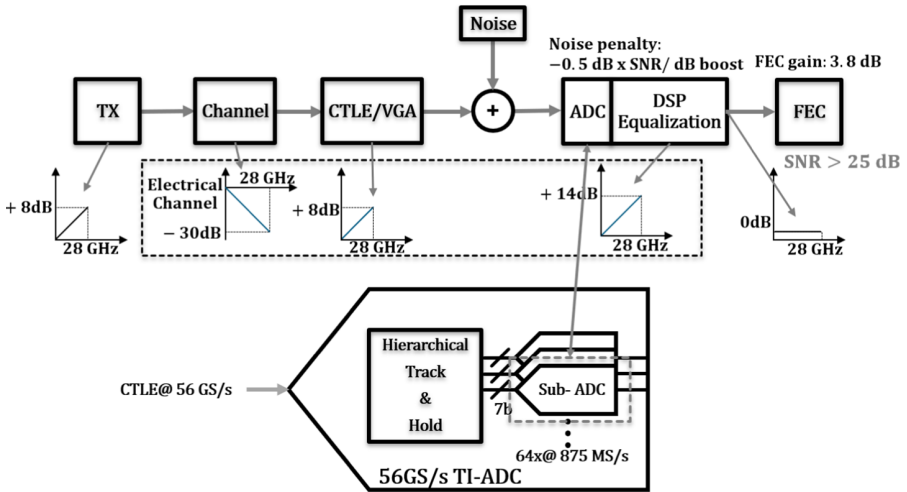 Noise
Noise penalty:
−0.5 dB x SNR/ dB boost
FEC gain: 3.8 dB
TX
Channel
CTLE/VGA
+
ADC
DSP
Equalization
FEC
SNR > 25 dB
+ 8dB
28 GHz
Electrical
Channel
28 GHz
− 30dB
+ 8dB
28 GHz
+ 14dB
28 GHz
0dB
28 GHz
CTLE@ 56 GS/s
Hierarchical
Track
&
Hold
7b
Sub- ADC
64x@ 875 MS/s
56GS/s TI-ADC